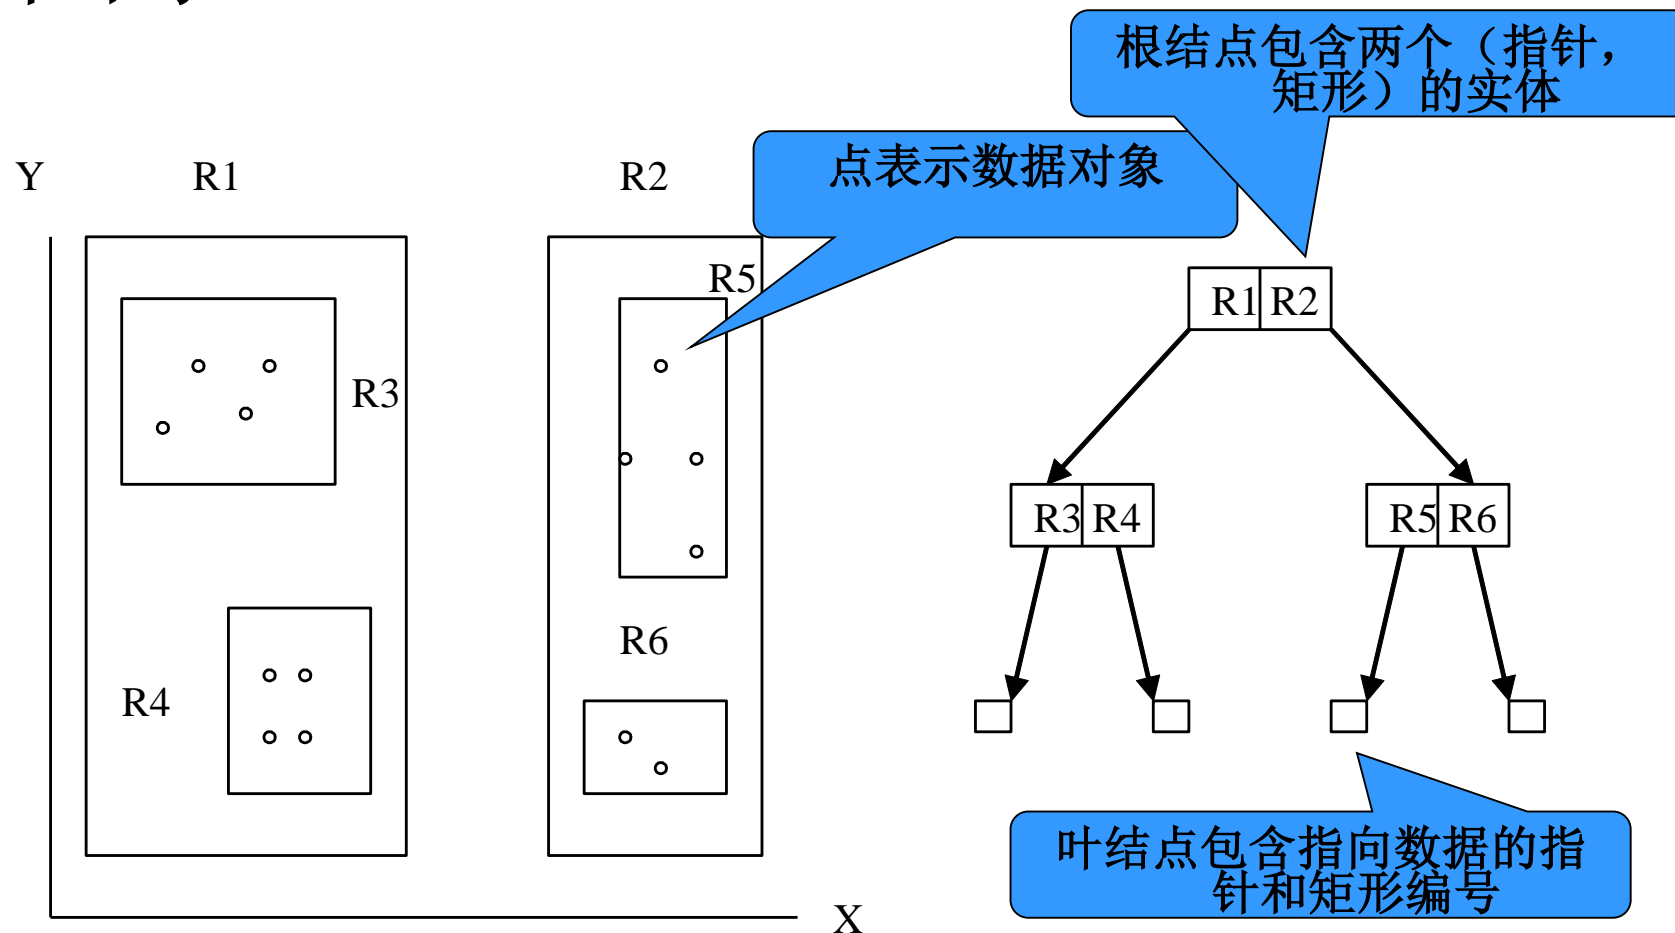 根结点包含两个（指针，
矩形）的实体
点表示数据对象
Y
R1
R2
R5
R1 R2
R3
R3 R4
R5 R6
R6
R4
叶结点包含指向数据的指
针和矩形编号
X